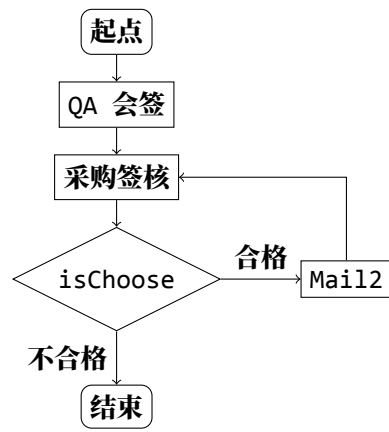 起点
QA 会签
采购签核
isChoose
合格
Mail2
不合格
结束